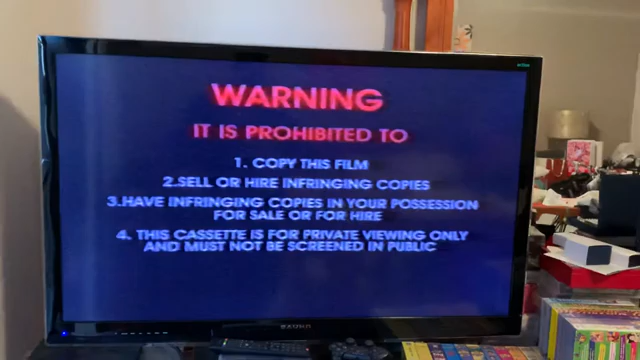 WARNING
IT IS PROHIBITED TO
1. COPY THIS FILM
2.SELL OR HIRE INFRINGING COPIES
3.HAVE INFRINGING COPIES IN YOUR POSSESSION
FOR SALE OR FOR HIRE
4. THIS CASSETTE IS FOR PRIVATE VIEWING ONLY
AND MUST NOT BE SCREENED IN PUBLIC